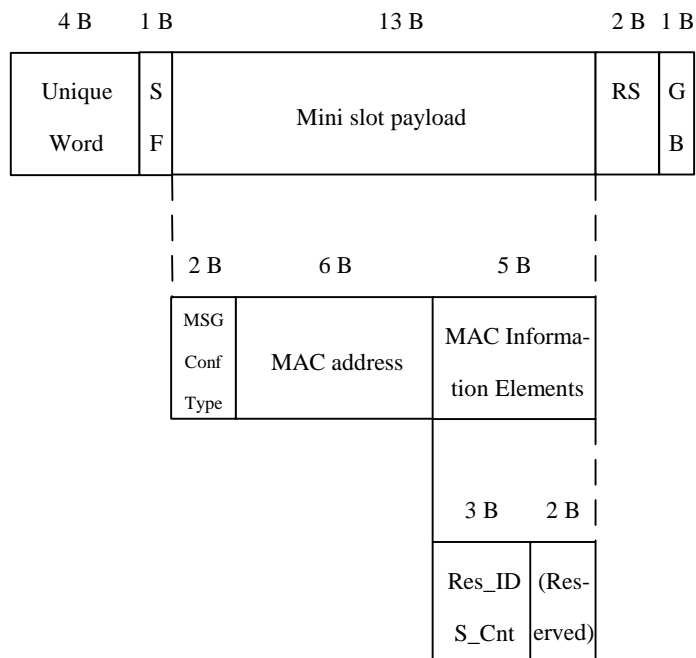 4 B 1 B 13 B 2 B 1 B
Unique S Mini slot payload RS G
Word F B
2 B 6 B 5 B
MSG MAC address MAC Informa-
Conf tion Elements
Type
3 B 2 B
Res_ID (Res-
S_Cnt erved)